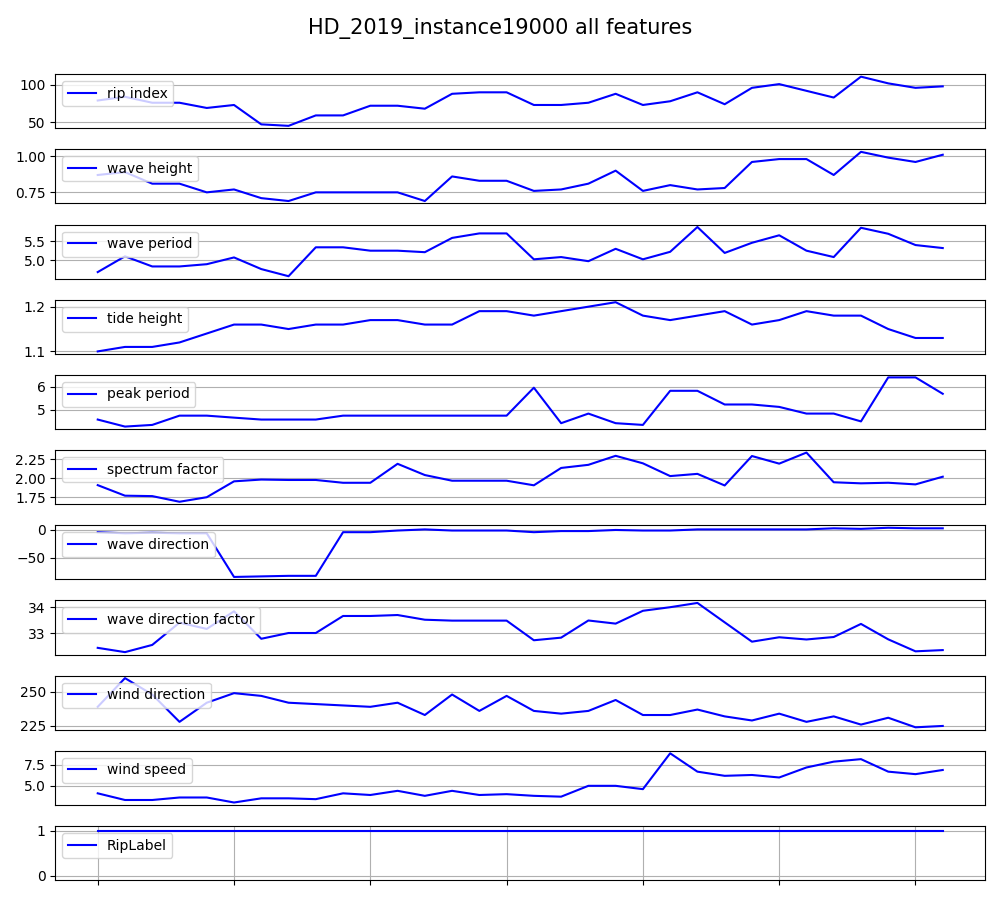 HD_2019_instance19000 all features
100
50
rip index
1.00
0.75
wave height
5.5
5.0
wave period
1.2
1.1
tide height
6
5
peak period
2.25
2.00
1.75
spectrum factor
0
−50
wave direction
34
33
wave direction factor
250
225
wind direction
7.5
5.0
wind speed
1
0
RipLabel